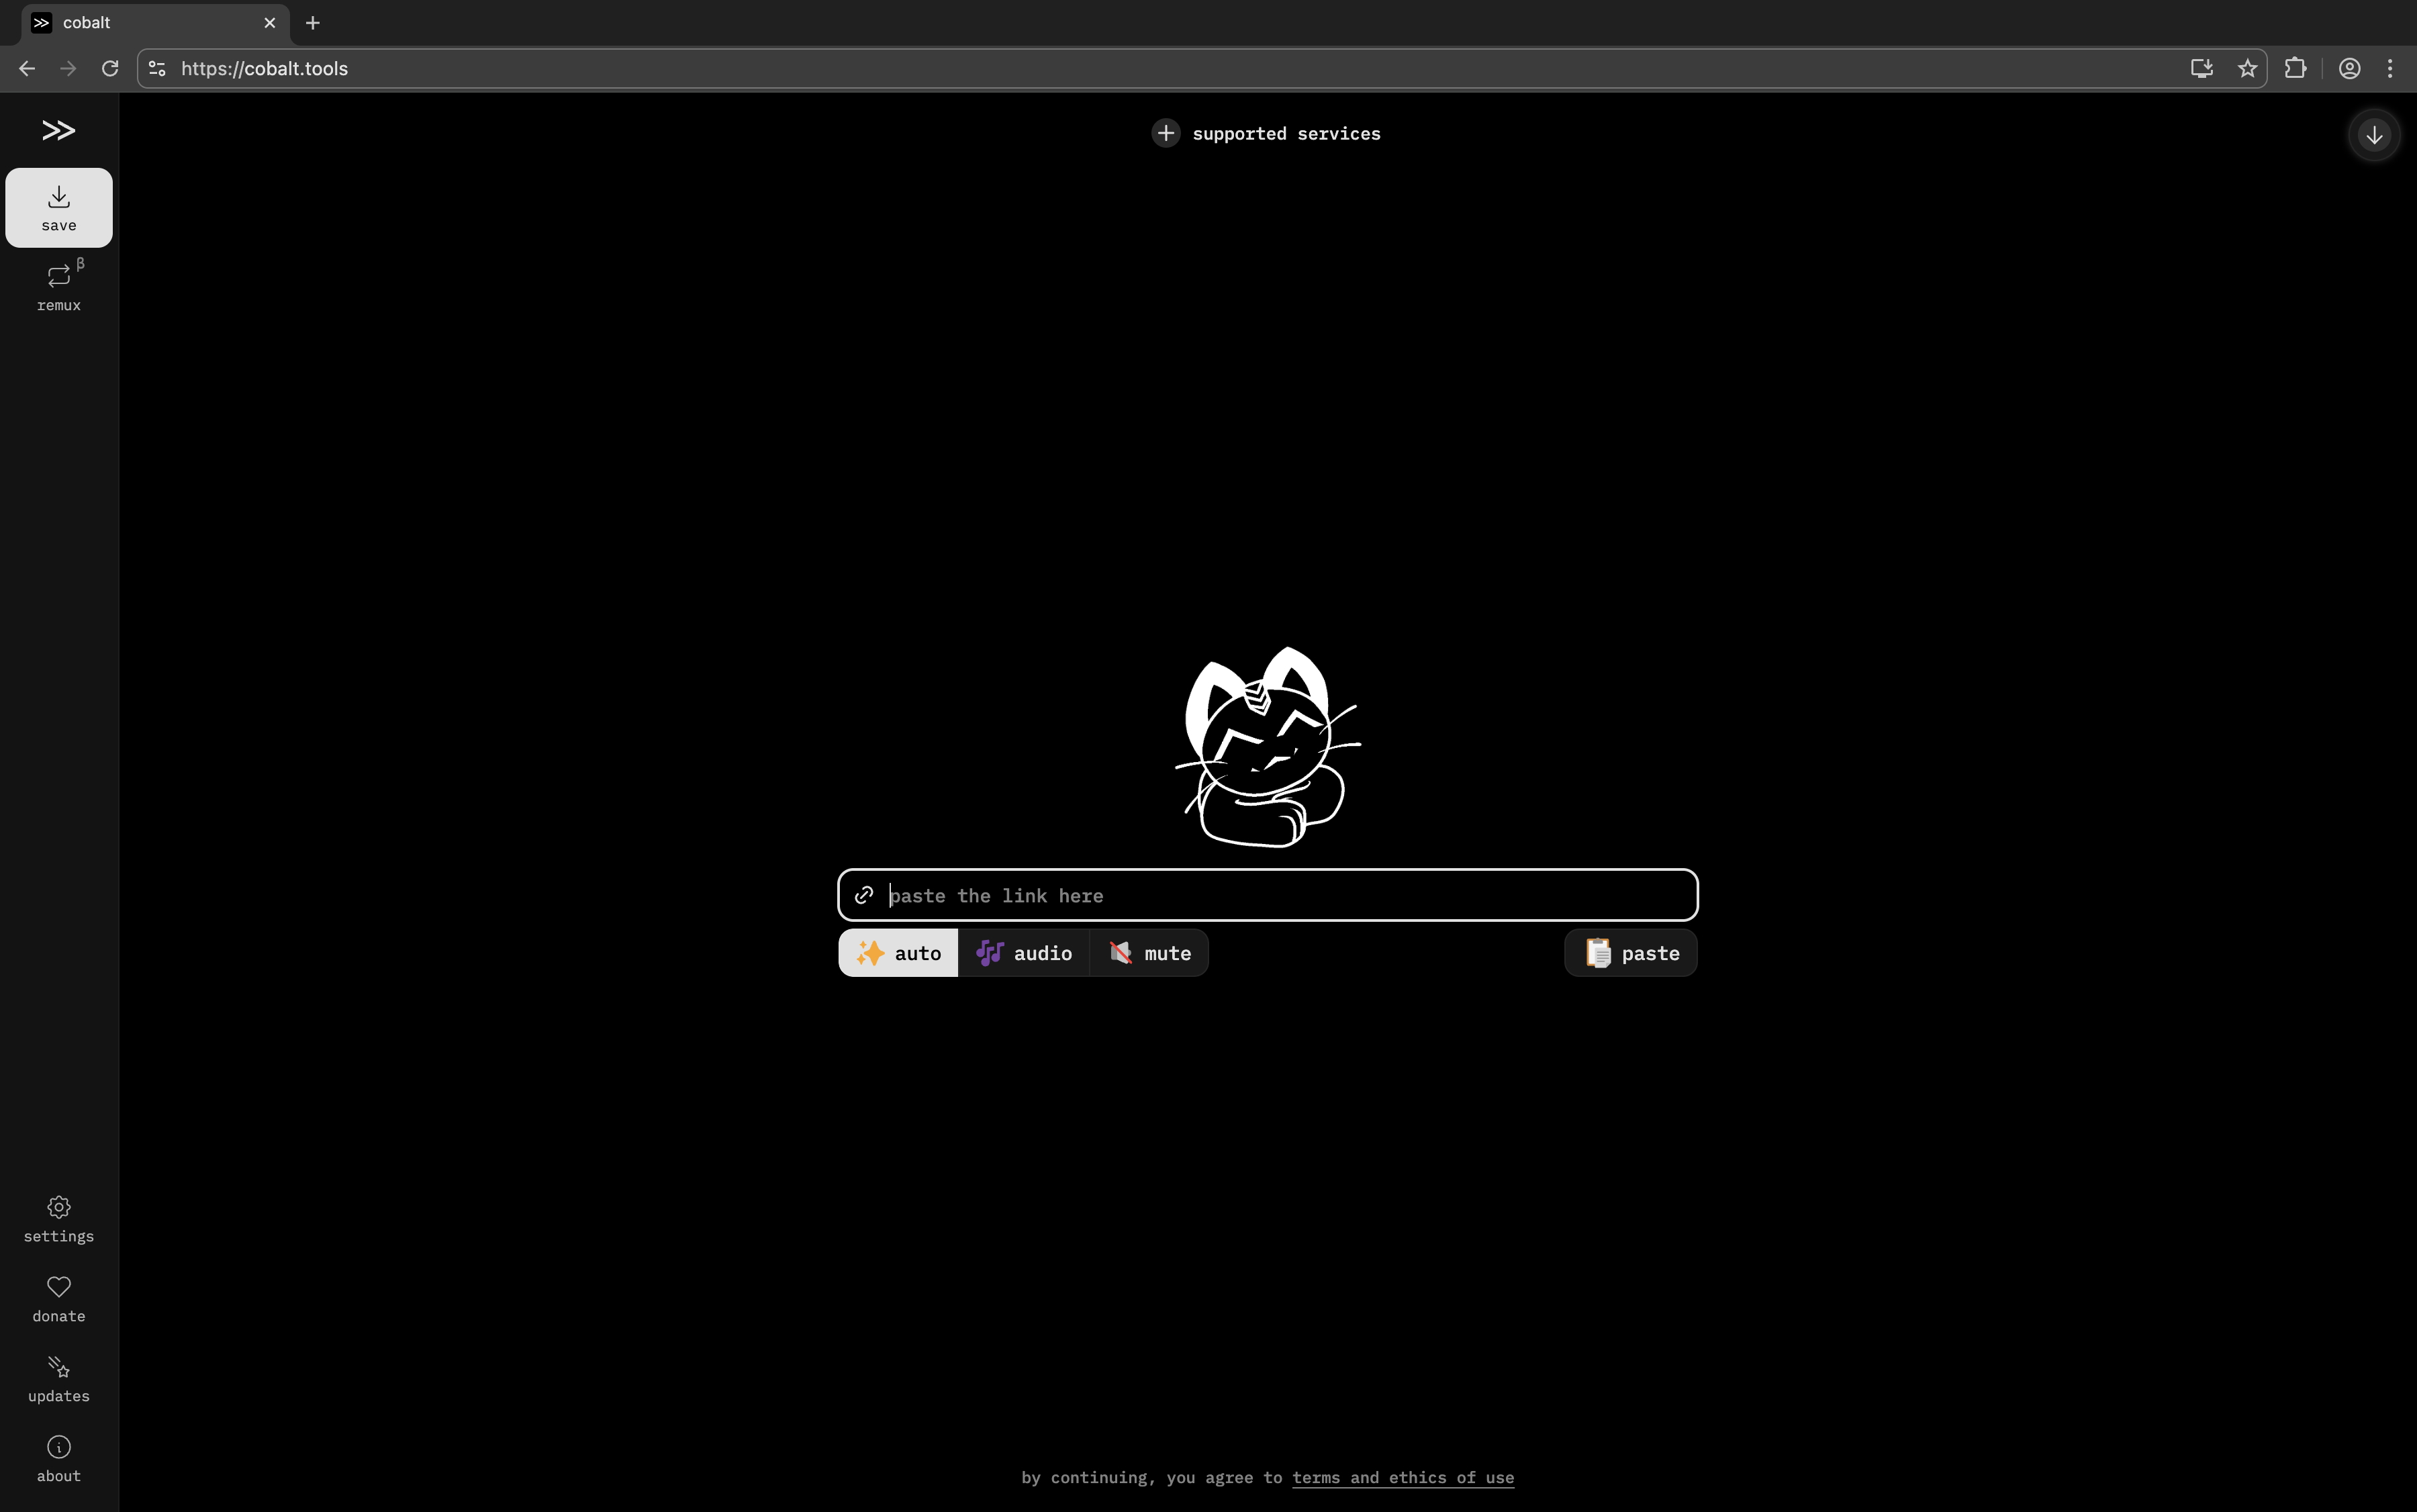 cobalt
https://cobalt.tools
supported services
save
β
remux
paste the link here
auto
audio
mute
paste
settings
donate
updates
about
by continuing, you agree to terms and ethics of use